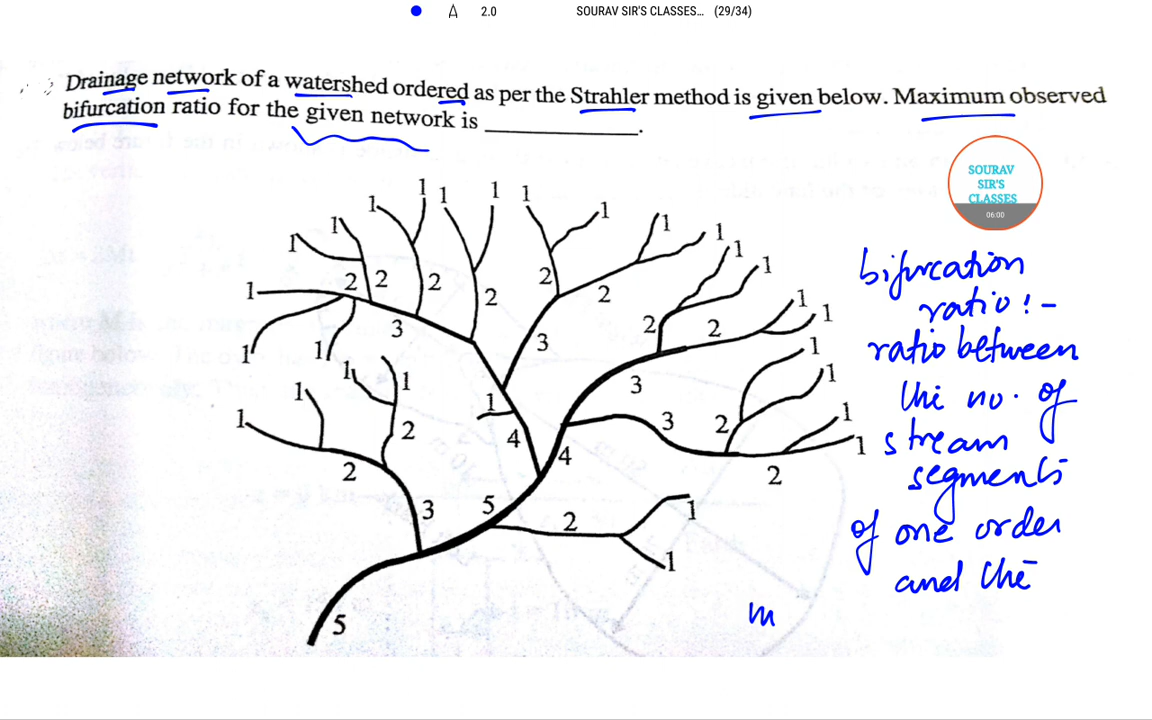 2.0 SOURAV SIR'S CLASSES... (29/34)
Drainage network of a watershed ordered as per the Strahler method is given below. Maximum observed
bifurcation ratio for the given network is ____________.
SOURAV
SIR'S
CLASSES
06:00
1 1 1 1 1 1
1 1 1
1 1 1
1 2 2 2 2 2 2 1 1
1 1 3 3 2 2 1
1 1 3 1
1 1 1 3 2 1
1 2 4 4 1
2 3 5 2 1 2
1
5
bifurcation
ratio :-
ratio between
the no. of
stream
segments
of one order
and the
m